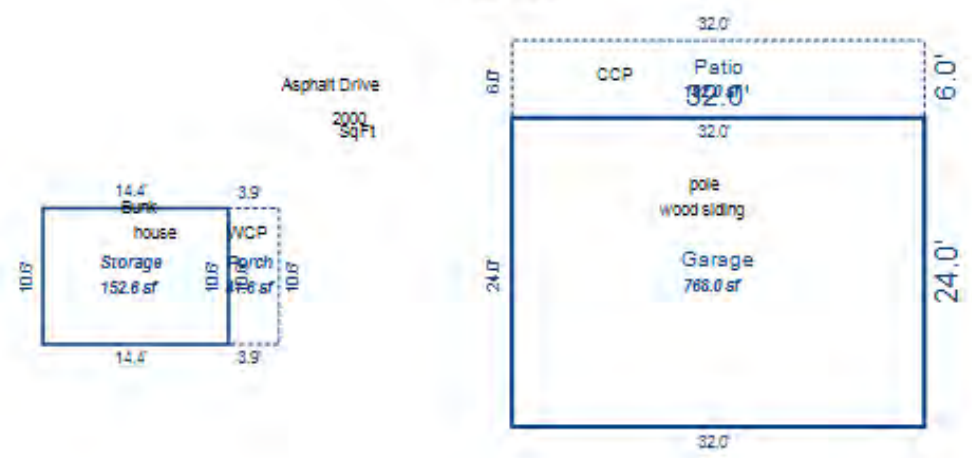 32.0'
6.0'
CCP
Patio
6.0'
32.0'
32.0'
Asphalt Drive
2000
SqFt
pole
wood siding
24.0'
Garage
768.0 sf
24.0'
32.0'
14.4'
3.9'
Bunk
house
WCP
10.6'
Storage
152.6 sf
10.6'
Porch
10.6'
14.4'
3.9'